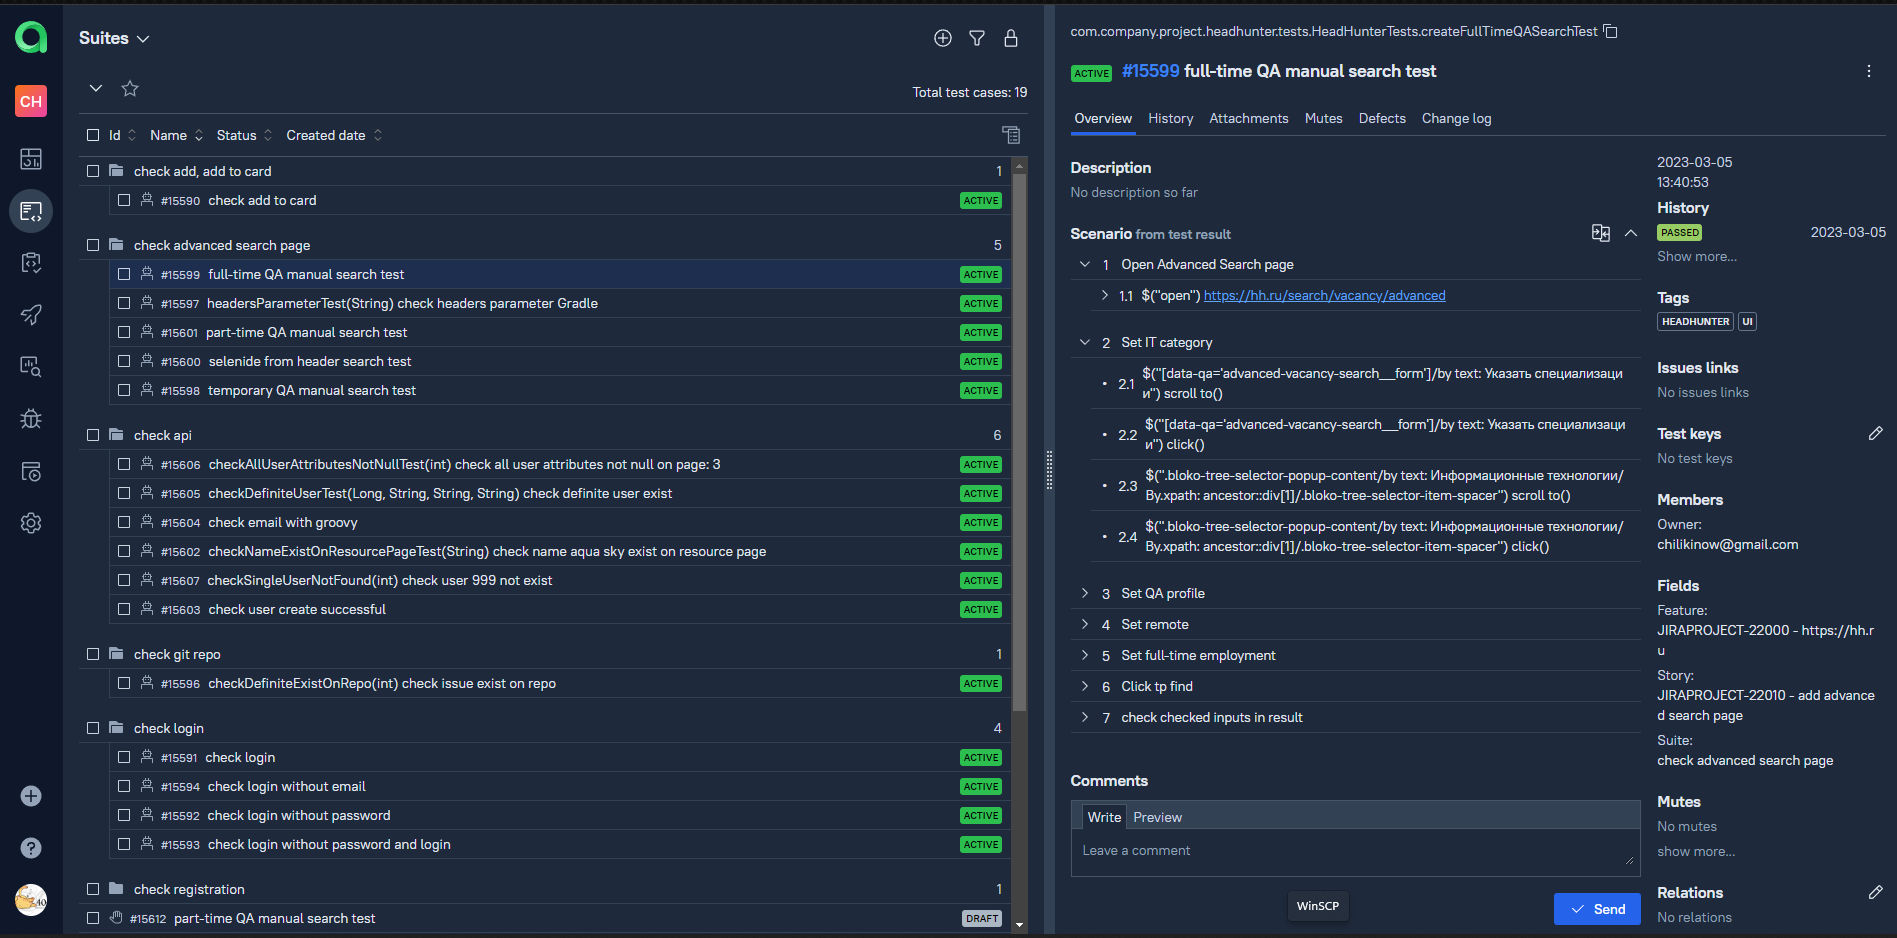 CH
Suites
Total test cases: 19
Id Name Status Created date
check add, add to card 1
#15590 check add to card ACTIVE
check advanced search page 5
#15599 full-time QA manual search test ACTIVE
#15597 headersParameterTest(String) check headers parameter Gradle ACTIVE
#15601 part-time QA manual search test ACTIVE
#15600 selenide from header search test ACTIVE
#15598 temporary QA manual search test ACTIVE
check api 6
#15606 checkAllUserAttributesNotNullTest(int) check all user attributes not null on page: 3 ACTIVE
#15605 checkDefiniteUserTest(Long, String, String, String) check definite user exist ACTIVE
#15604 check email with groovy ACTIVE
#15602 checkNameExistOnResourcePageTest(String) check name aqua sky exist on resource page ACTIVE
#15607 checkSingleUserNotFound(int) check user 999 not exist ACTIVE
#15603 check user create successful ACTIVE
check git repo 1
#15596 checkDefiniteExistOnRepo(int) check issue exist on repo ACTIVE
check login 4
#15591 check login ACTIVE
#15594 check login without email ACTIVE
#15592 check login without password ACTIVE
#15593 check login without password and login ACTIVE
check registration 1
#15612 part-time QA manual search test DRAFT
com.company.project.headhunter.tests.HeadHunterTests.createFullTimeQASearchTest
ACTIVE #15599 full-time QA manual search test
Overview History Attachments Mutes Defects Change log
Description
No description so far
Scenario from test result
1 Open Advanced Search page
1.1 $("open") https://hh.ru/search/vacancy/advanced
2 Set IT category
2.1 $("[data-qa='advanced-vacancy-search__form']/by text: Указать специализаци
и") scroll to()
2.2 $("[data-qa='advanced-vacancy-search__form']/by text: Указать специализаци
и") click()
2.3 $(".bloko-tree-selector-popup-content/by text: Информационные технологии/
By.xpath: ancestor::div[1]/.bloko-tree-selector-item-spacer") scroll to()
2.4 $(".bloko-tree-selector-popup-content/by text: Информационные технологии/
By.xpath: ancestor::div[1]/.bloko-tree-selector-item-spacer") click()
3 Set QA profile
4 Set remote
5 Set full-time employment
6 Click tp find
7 check checked inputs in result
Comments
Write Preview
Leave a comment
WinSCP
Send
2023-03-05
13:40:53
History
PASSED 2023-03-05
Show more...
Tags
HEADHUNTER UI
Issues links
No issues links
Test keys
No test keys
Members
Owner:
chilikinow@gmail.com
Fields
Feature:
JIRAPROJECT-22000 - https://hh.r
u
Story:
JIRAPROJECT-22010 - add advance
d search page
Suite:
check advanced search page
Mutes
No mutes
show more...
Relations
No relations